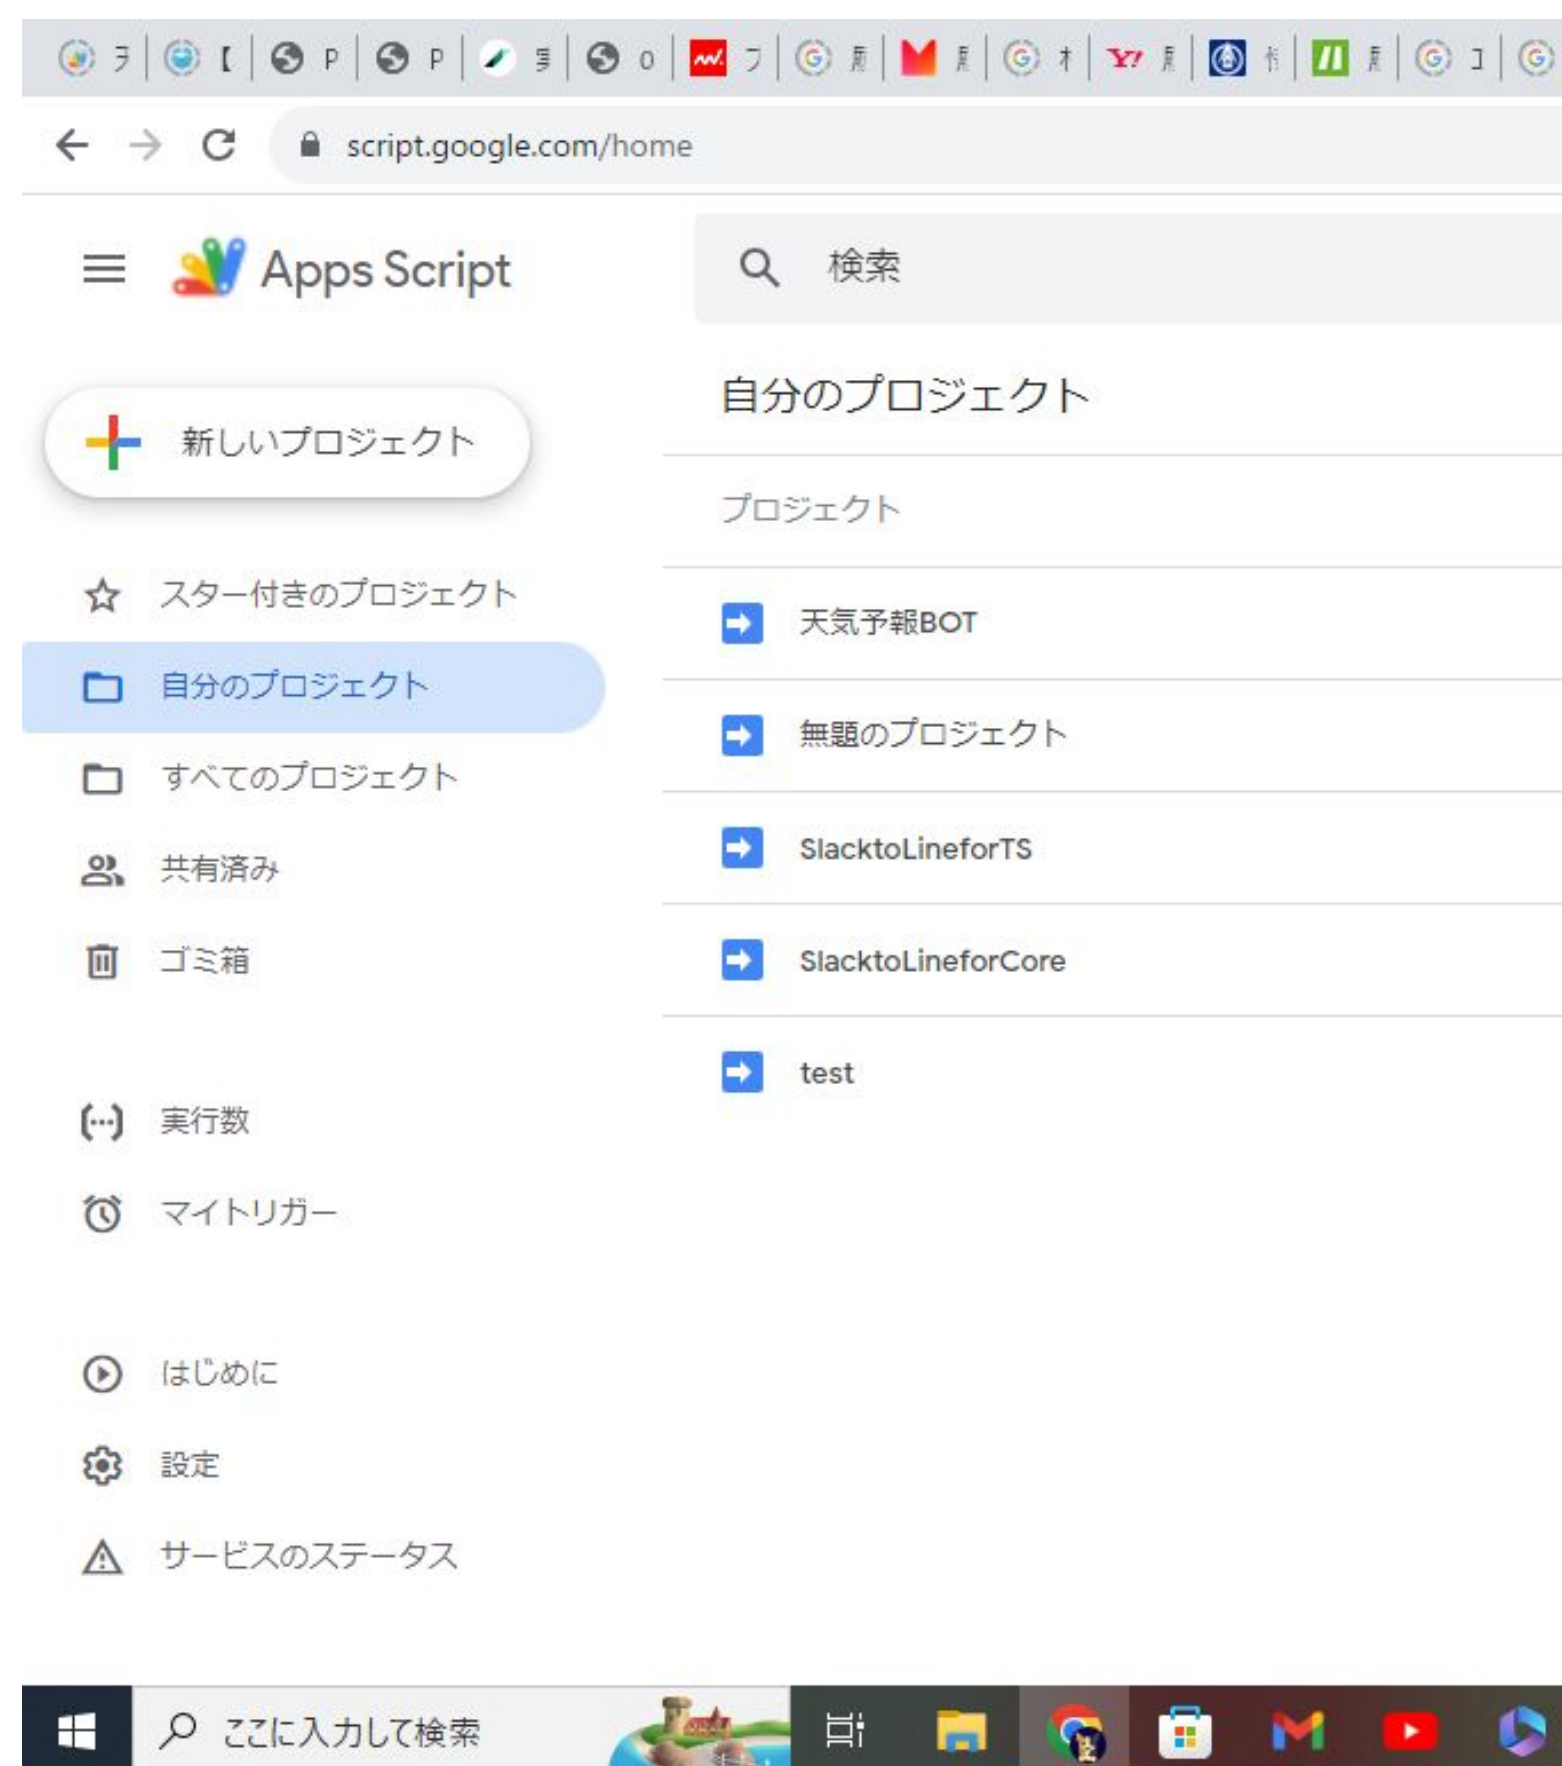 script.google.com/home
Apps Script
検索
新しいプロジェクト
スター付きのプロジェクト
自分のプロジェクト
すべてのプロジェクト
共有済み
ゴミ箱
実行数
マイトリガー
はじめに
設定
サービスのステータス
自分のプロジェクト
プロジェクト
天気予報BOT
無題のプロジェクト
SlacktoLineforTS
SlacktoLineforCore
test
ここに入力して検索